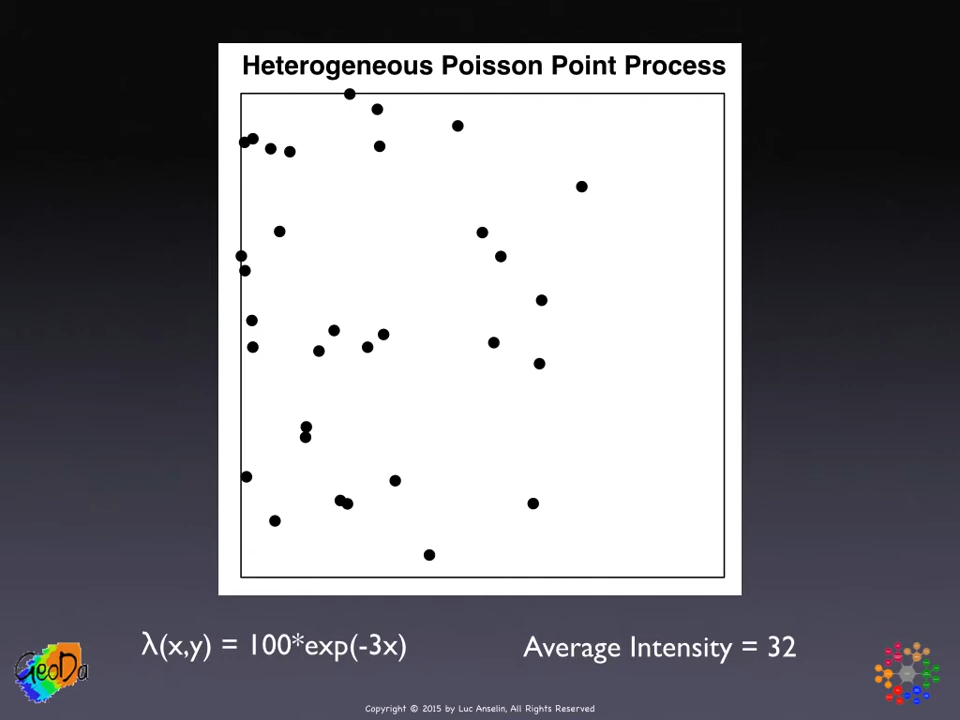 Heterogeneous Poisson Point Process
λ(x,y) = 100*exp(-3x)
Average Intensity = 32
GeoDa
Copyright © 2015 by Luc Anselin, All Rights Reserved